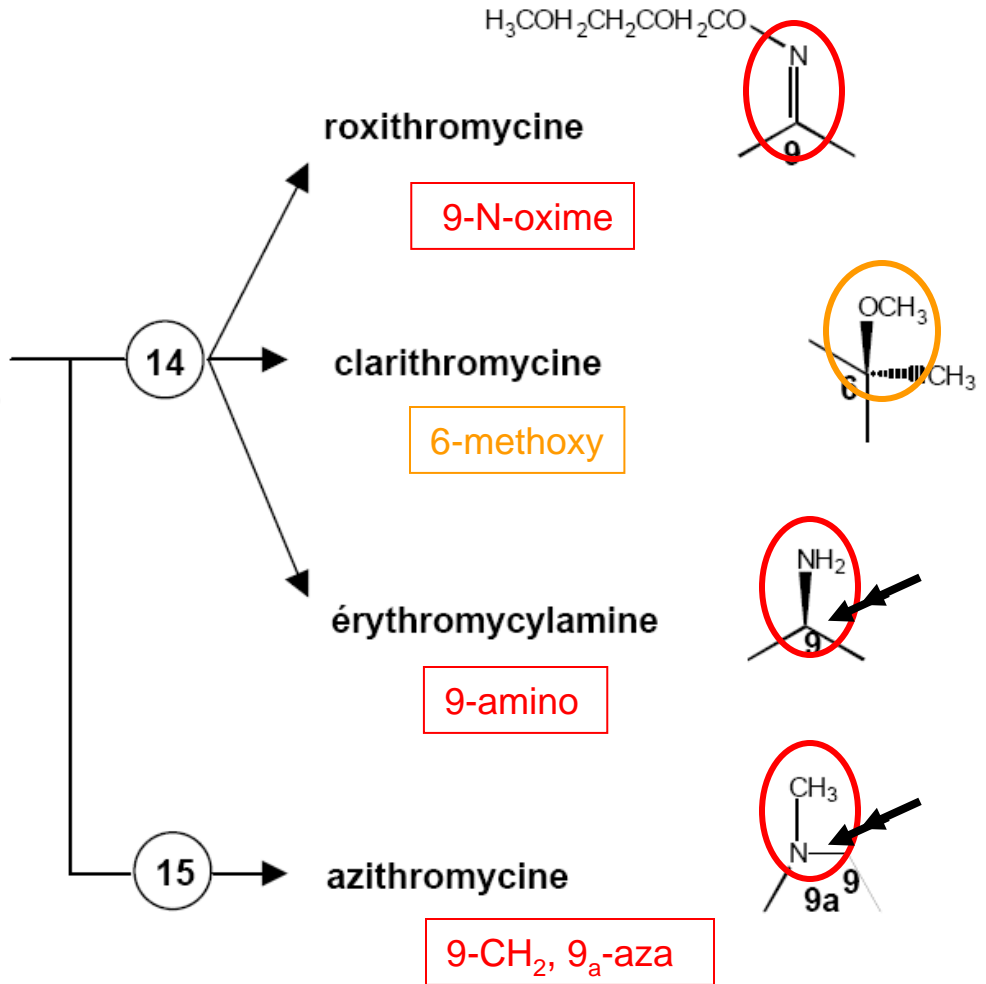 H₃COH₂CH₂COH₂CO
N
9
roxithromycine
9-N-oxime
14
clarithromycine
OCH₃
CH₃
6
6-methoxy
NH₂
9
érythromycylamine
9-amino
CH₃
N
9
9a
15
azithromycine
9-CH₂, 9ₐ-aza